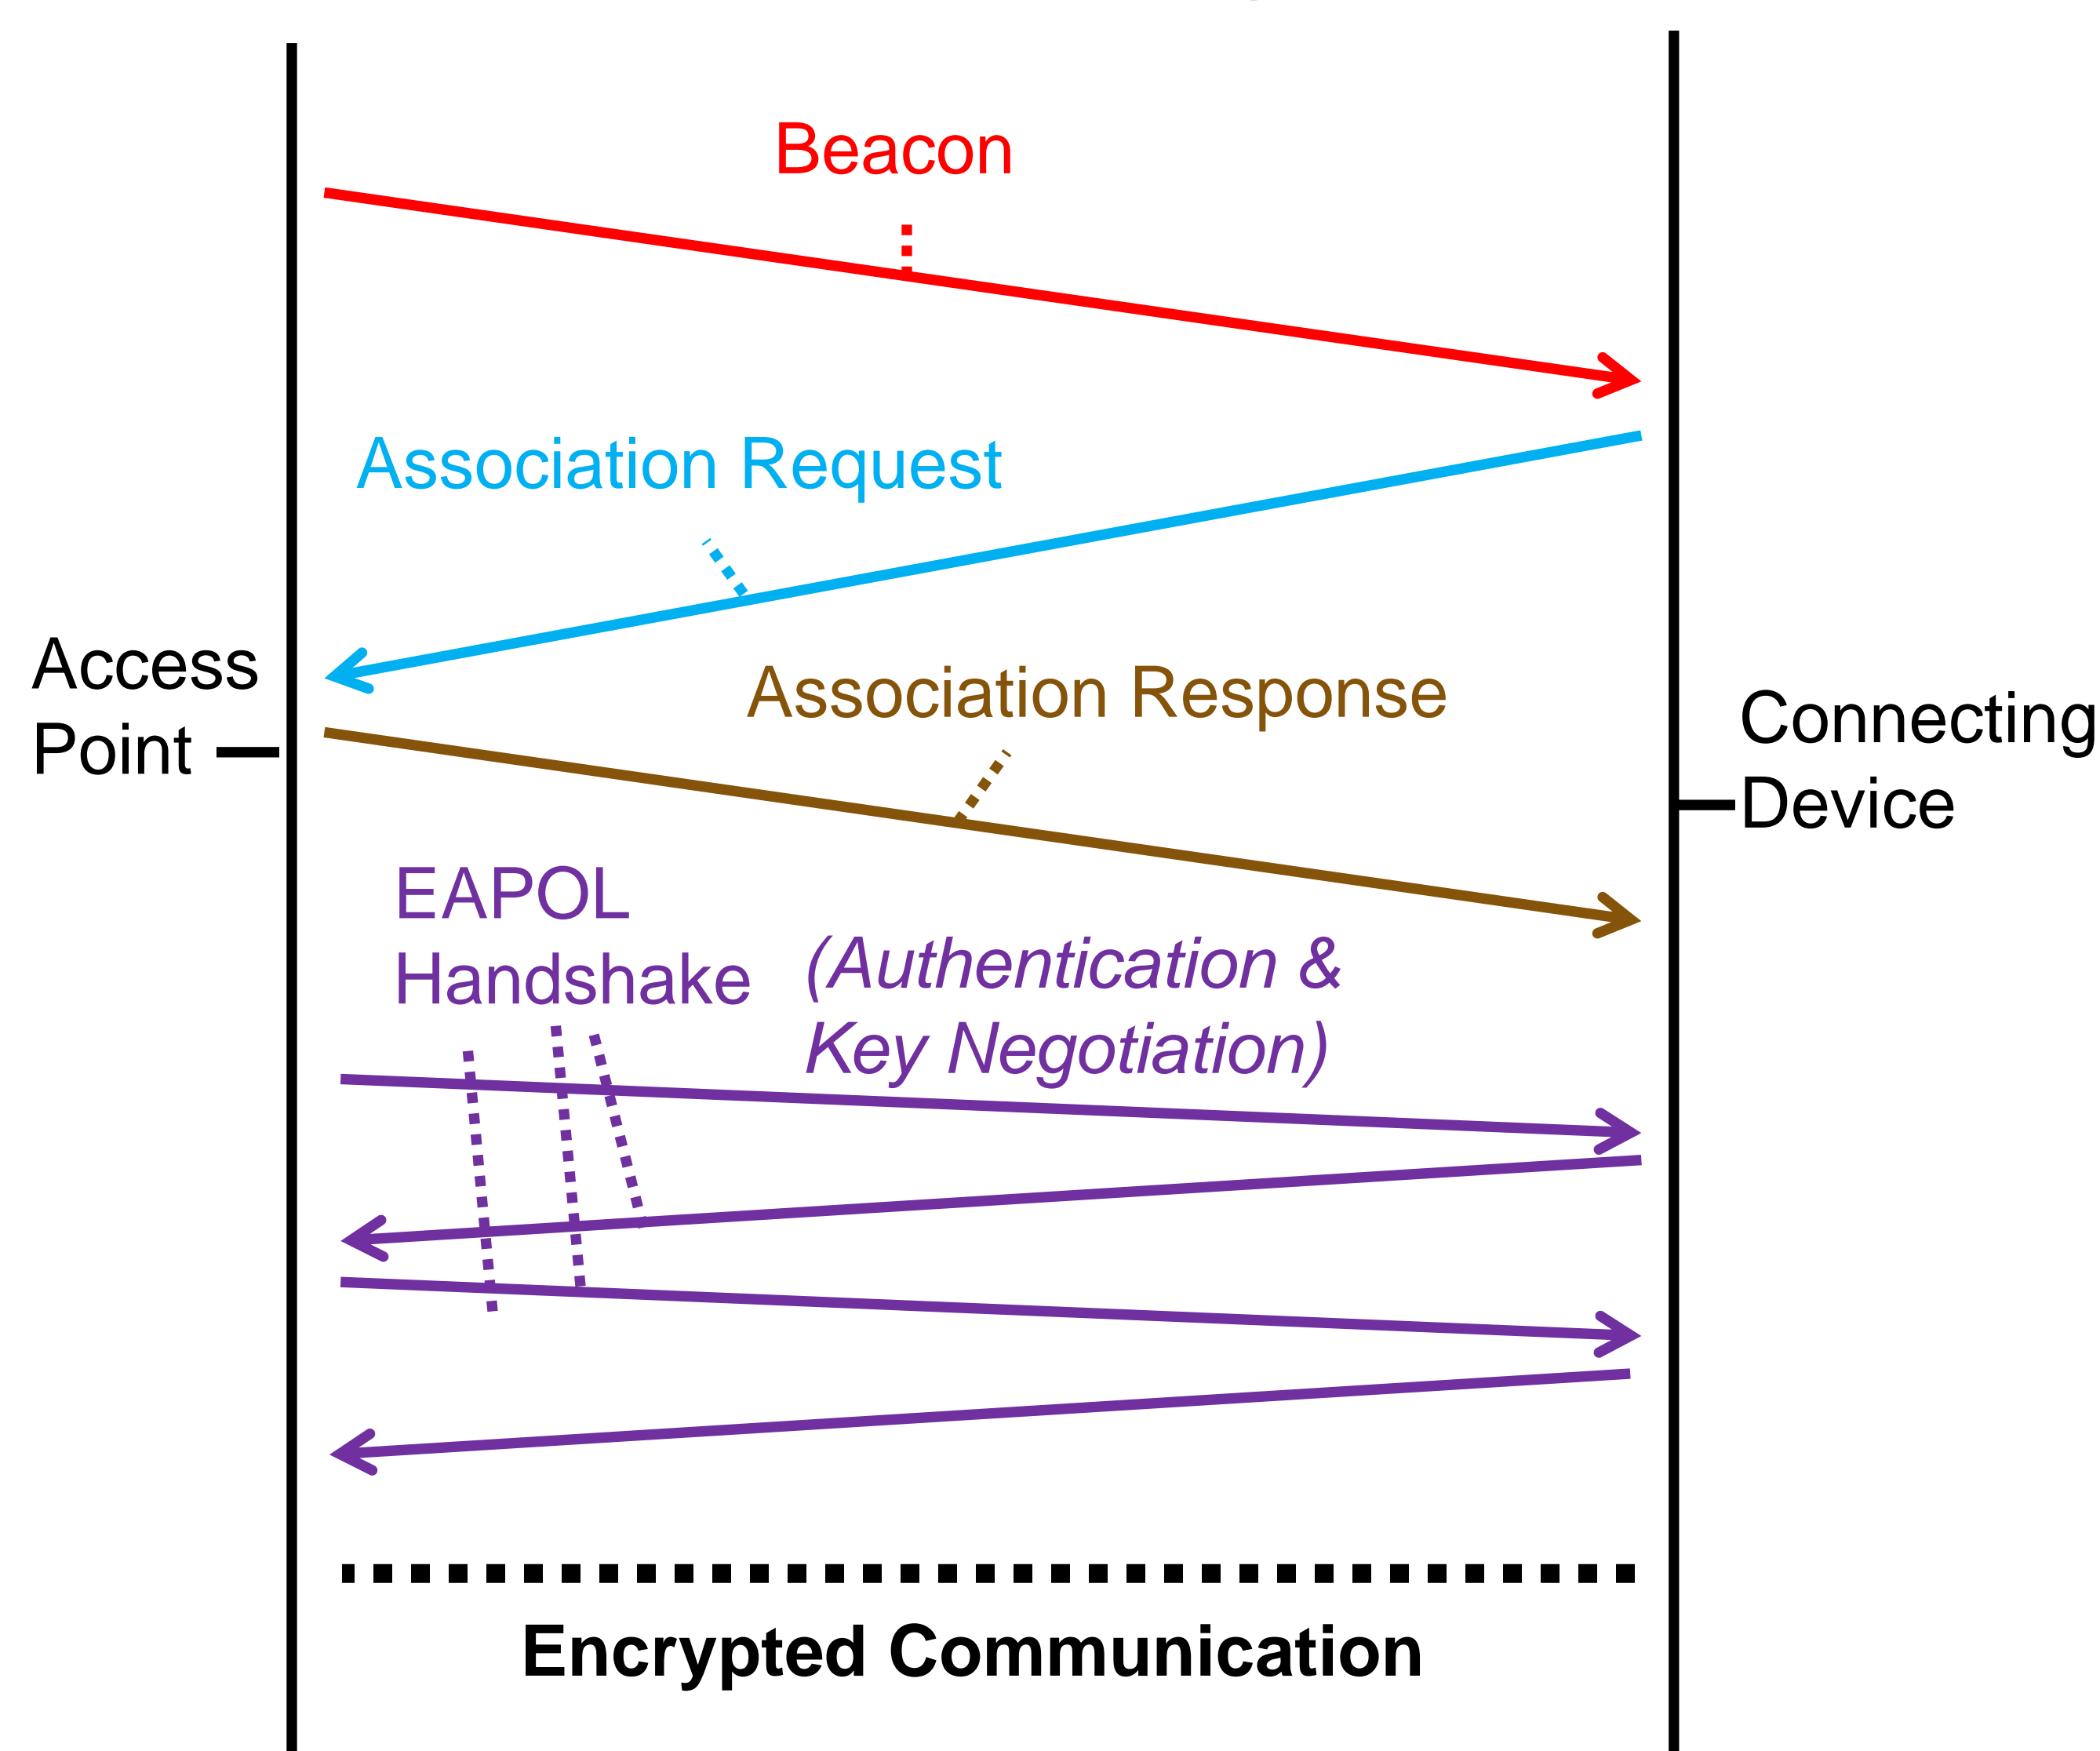 Beacon
Association Request
Access
Point
Association Response
Connecting
Device
EAPOL
Handshake
(Authentication &
Key Negotiation)
Encrypted Communication